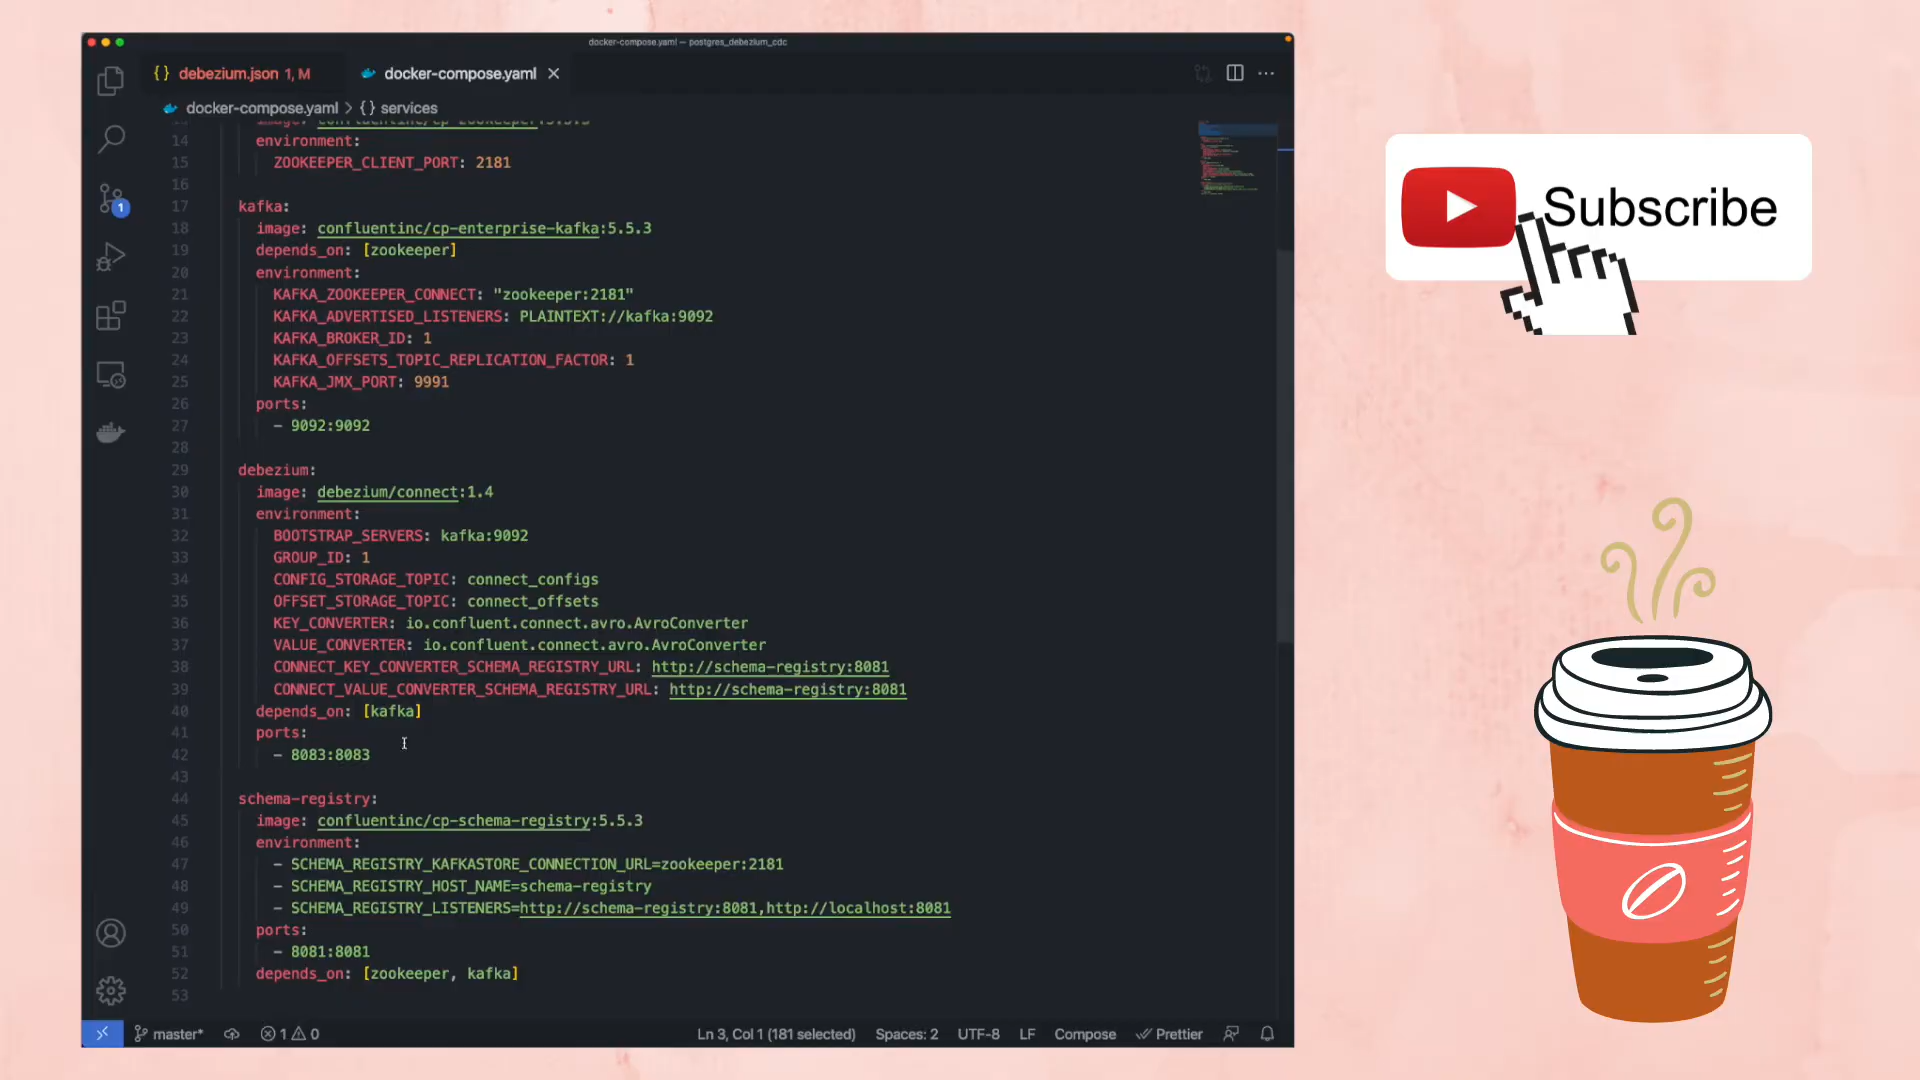 docker-compose.yaml — postgres_debezium_cdc
{} debezium.json 1, M
docker-compose.yaml
docker-compose.yaml > {} services
14 environment:
15 ZOOKEEPER_CLIENT_PORT: 2181
16
17 kafka:
18 image: confluentinc/cp-enterprise-kafka:5.5.3
19 depends_on: [zookeeper]
20 environment:
21 KAFKA_ZOOKEEPER_CONNECT: "zookeeper:2181"
22 KAFKA_ADVERTISED_LISTENERS: PLAINTEXT://kafka:9092
23 KAFKA_BROKER_ID: 1
24 KAFKA_OFFSETS_TOPIC_REPLICATION_FACTOR: 1
25 KAFKA_JMX_PORT: 9991
26 ports:
27 - 9092:9092
28
29 debezium:
30 image: debezium/connect:1.4
31 environment:
32 BOOTSTRAP_SERVERS: kafka:9092
33 GROUP_ID: 1
34 CONFIG_STORAGE_TOPIC: connect_configs
35 OFFSET_STORAGE_TOPIC: connect_offsets
36 KEY_CONVERTER: io.confluent.connect.avro.AvroConverter
37 VALUE_CONVERTER: io.confluent.connect.avro.AvroConverter
38 CONNECT_KEY_CONVERTER_SCHEMA_REGISTRY_URL: http://schema-registry:8081
39 CONNECT_VALUE_CONVERTER_SCHEMA_REGISTRY_URL: http://schema-registry:8081
40 depends_on: [kafka]
41 ports:
42 - 8083:8083
43
44 schema-registry:
45 image: confluentinc/cp-schema-registry:5.5.3
46 environment:
47 - SCHEMA_REGISTRY_KAFKASTORE_CONNECTION_URL=zookeeper:2181
48 - SCHEMA_REGISTRY_HOST_NAME=schema-registry
49 - SCHEMA_REGISTRY_LISTENERS=http://schema-registry:8081,http://localhost:8081
50 ports:
51 - 8081:8081
52 depends_on: [zookeeper, kafka]
53
1
master* 1 0 Ln 3, Col 1 (181 selected) Spaces: 2 UTF-8 LF Compose Prettier
Subscribe